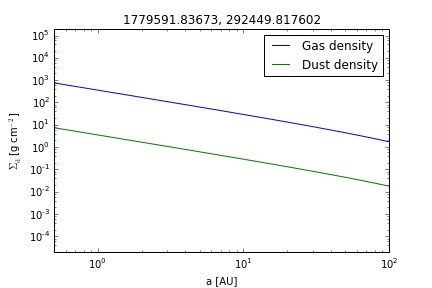 1779591.83673, 292449.817602
Gas density
Dust density
10^5
10^4
10^3
10^2
10^1
10^0
10^-1
10^-2
10^-3
10^-4
Σ_d [g cm^-2]
10^0 10^1 10^2
a [AU]